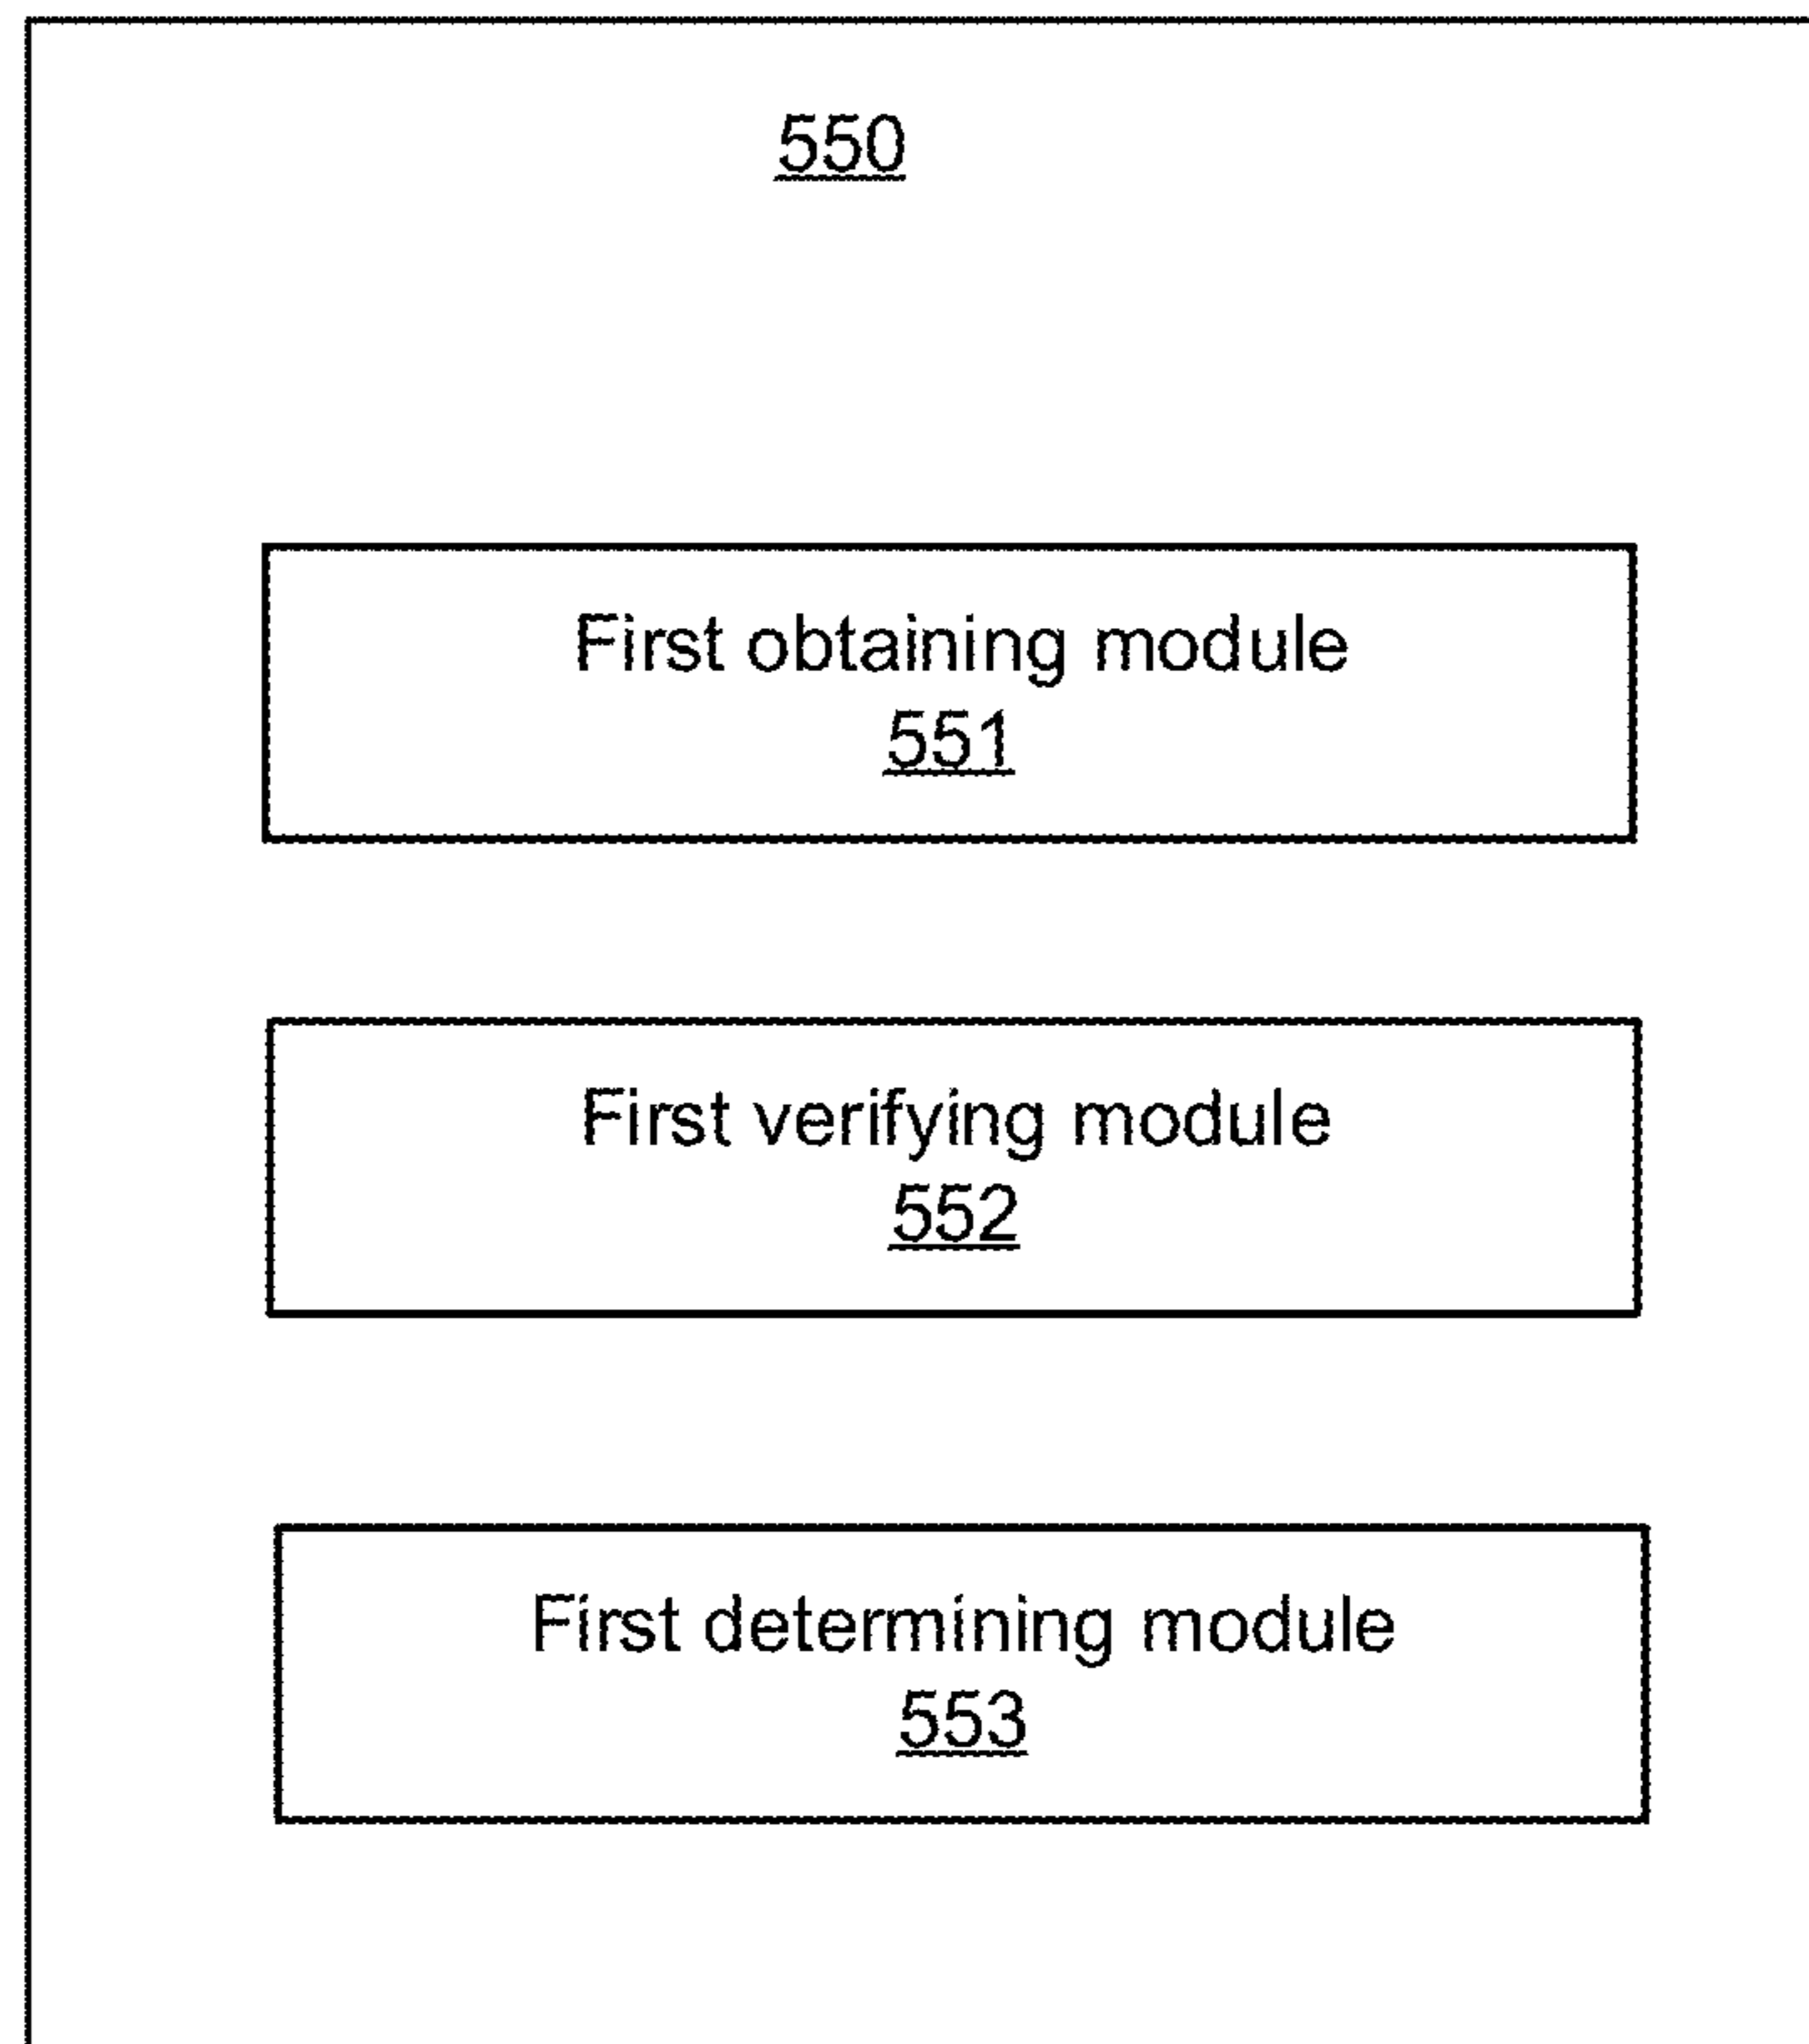 550
First obtaining module
551
First verifying module
552
First determining module
553